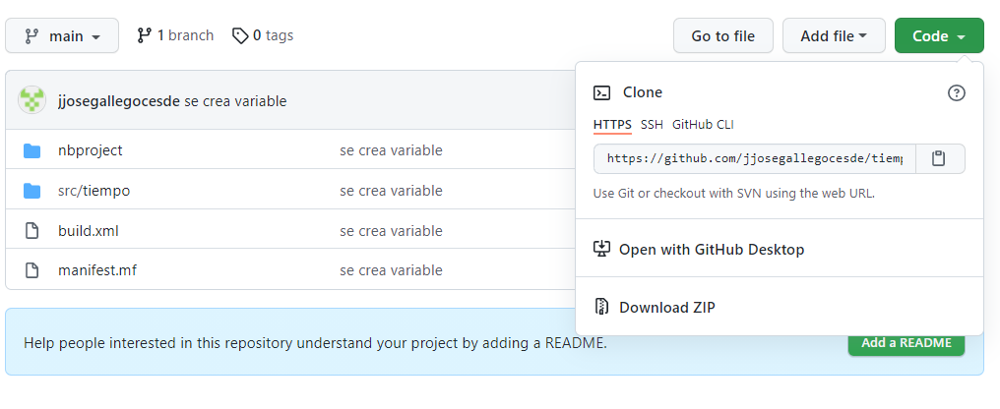 main 1 branch 0 tags Go to file Add file Code
jjosegallegocesde se crea variable
nbproject se crea variable
src/tiempo se crea variable
build.xml se crea variable
manifest.mf se crea variable
Clone
HTTPS SSH GitHub CLI
https://github.com/jjosegallegocesde/tiemp
Use Git or checkout with SVN using the web URL.
Open with GitHub Desktop
Download ZIP
Help people interested in this repository understand your project by adding a README. Add a README